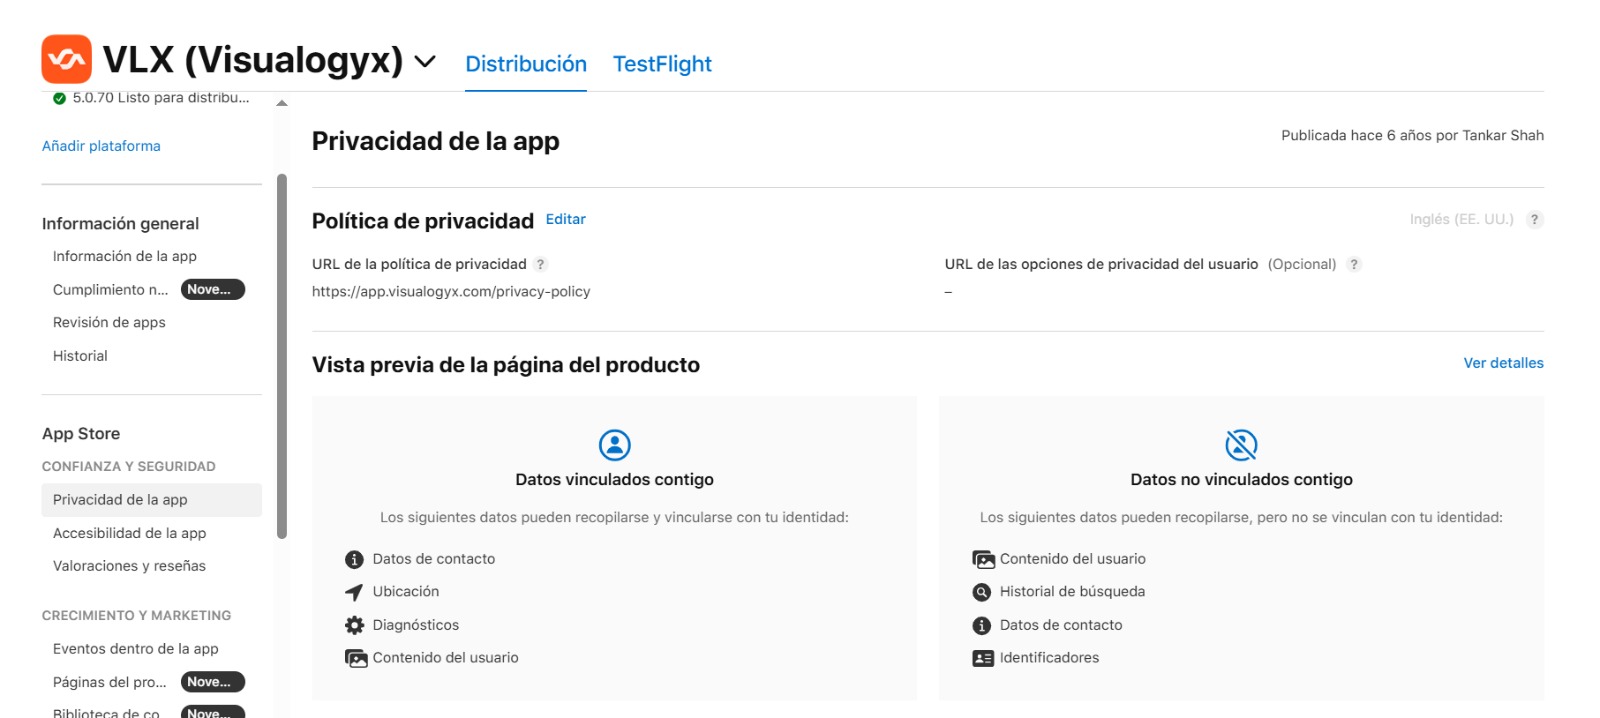 VLX (Visualogyx)
Distribución
TestFlight
5.0.70 Listo para distribu...
Añadir plataforma
Información general
Información de la app
Cumplimiento n...
Nove...
Revisión de apps
Historial
App Store
CONFIANZA Y SEGURIDAD
Privacidad de la app
Accesibilidad de la app
Valoraciones y reseñas
CRECIMIENTO Y MARKETING
Eventos dentro de la app
Páginas del pro...
Nove...
Biblioteca de co...
Nove...
Privacidad de la app
Publicada hace 6 años por Tankar Shah
Política de privacidad
Editar
Inglés (EE. UU.) ?
URL de la política de privacidad ?
https://app.visualogyx.com/privacy-policy
URL de las opciones de privacidad del usuario (Opcional) ?
–
Vista previa de la página del producto
Ver detalles
Datos vinculados contigo
Los siguientes datos pueden recopilarse y vincularse con tu identidad:
Datos de contacto
Ubicación
Diagnósticos
Contenido del usuario
Datos no vinculados contigo
Los siguientes datos pueden recopilarse, pero no se vinculan con tu identidad:
Contenido del usuario
Historial de búsqueda
Datos de contacto
Identificadores